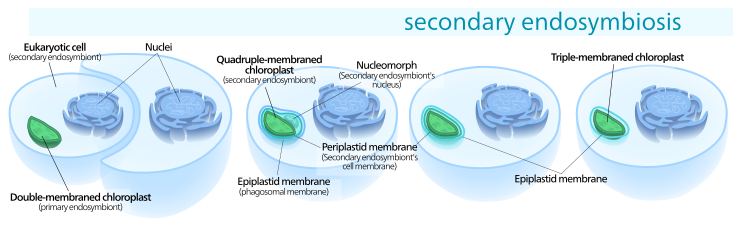 secondary endosymbiosis
Eukaryotic cell
(secondary endosymbiont)
Nuclei
Double-membraned chloroplast
(primary endosymbiont)
Quadruple-membraned
chloroplast
(secondary endosymbiont)
Nucleomorph
(Secondary endosymbiont's
nucleus)
Periplastid membrane
(Secondary endosymbiont's
cell membrane)
Epiplastid membrane
(phagosomal membrane)
Triple-membraned chloroplast
Epiplastid membrane